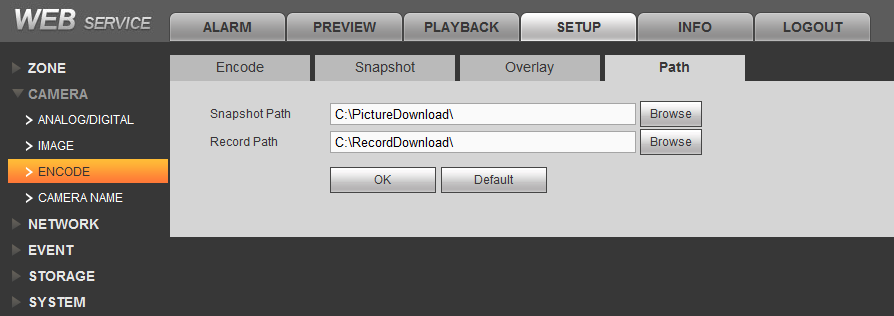 WEB SERVICE
ALARM PREVIEW PLAYBACK SETUP INFO LOGOUT
ZONE
CAMERA
ANALOG/DIGITAL
IMAGE
ENCODE
CAMERA NAME
NETWORK
EVENT
STORAGE
SYSTEM
Encode Snapshot Overlay Path
Snapshot Path C:\PictureDownload\ Browse
Record Path C:\RecordDownload\ Browse
OK Default